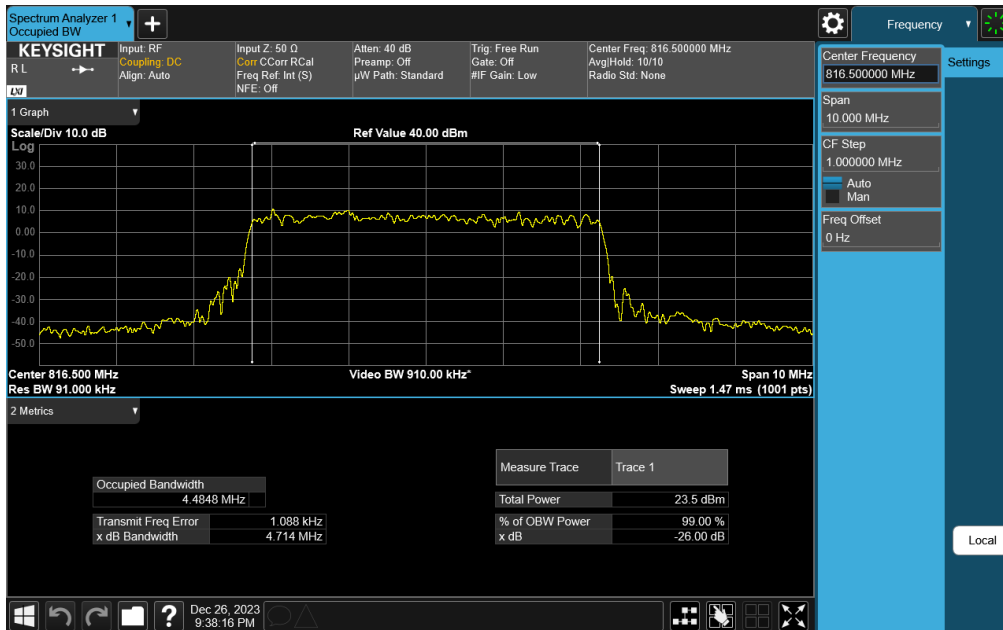 Spectrum Analyzer 1
Occupied BW
+
Frequency
KEYSIGHT
R L
LXI
Input: RF
Coupling: DC
Align: Auto
Input Z: 50 Ω
Corr CCorr RCal
Freq Ref: Int (S)
NFE: Off
Atten: 40 dB
Preamp: Off
µW Path: Standard
Trig: Free Run
Gate: Off
#IF Gain: Low
Center Freq: 816.500000 MHz
Avg|Hold: 10/10
Radio Std: None
Center Frequency
816.500000 MHz
Settings
Span
10.000 MHz
CF Step
1.000000 MHz
Auto
Man
Freq Offset
0 Hz
1 Graph
Scale/Div 10.0 dB
Ref Value 40.00 dBm
Log
30.0
20.0
10.0
0.00
-10.0
-20.0
-30.0
-40.0
-50.0
Center 816.500 MHz
Video BW 910.00 kHz*
Span 10 MHz
Res BW 91.000 kHz
Sweep 1.47 ms (1001 pts)
2 Metrics
Occupied Bandwidth
4.4848 MHz
Transmit Freq Error 1.088 kHz
x dB Bandwidth 4.714 MHz
Measure Trace Trace 1
Total Power 23.5 dBm
% of OBW Power 99.00 %
x dB -26.00 dB
Local
?
Dec 26, 2023
9:38:16 PM